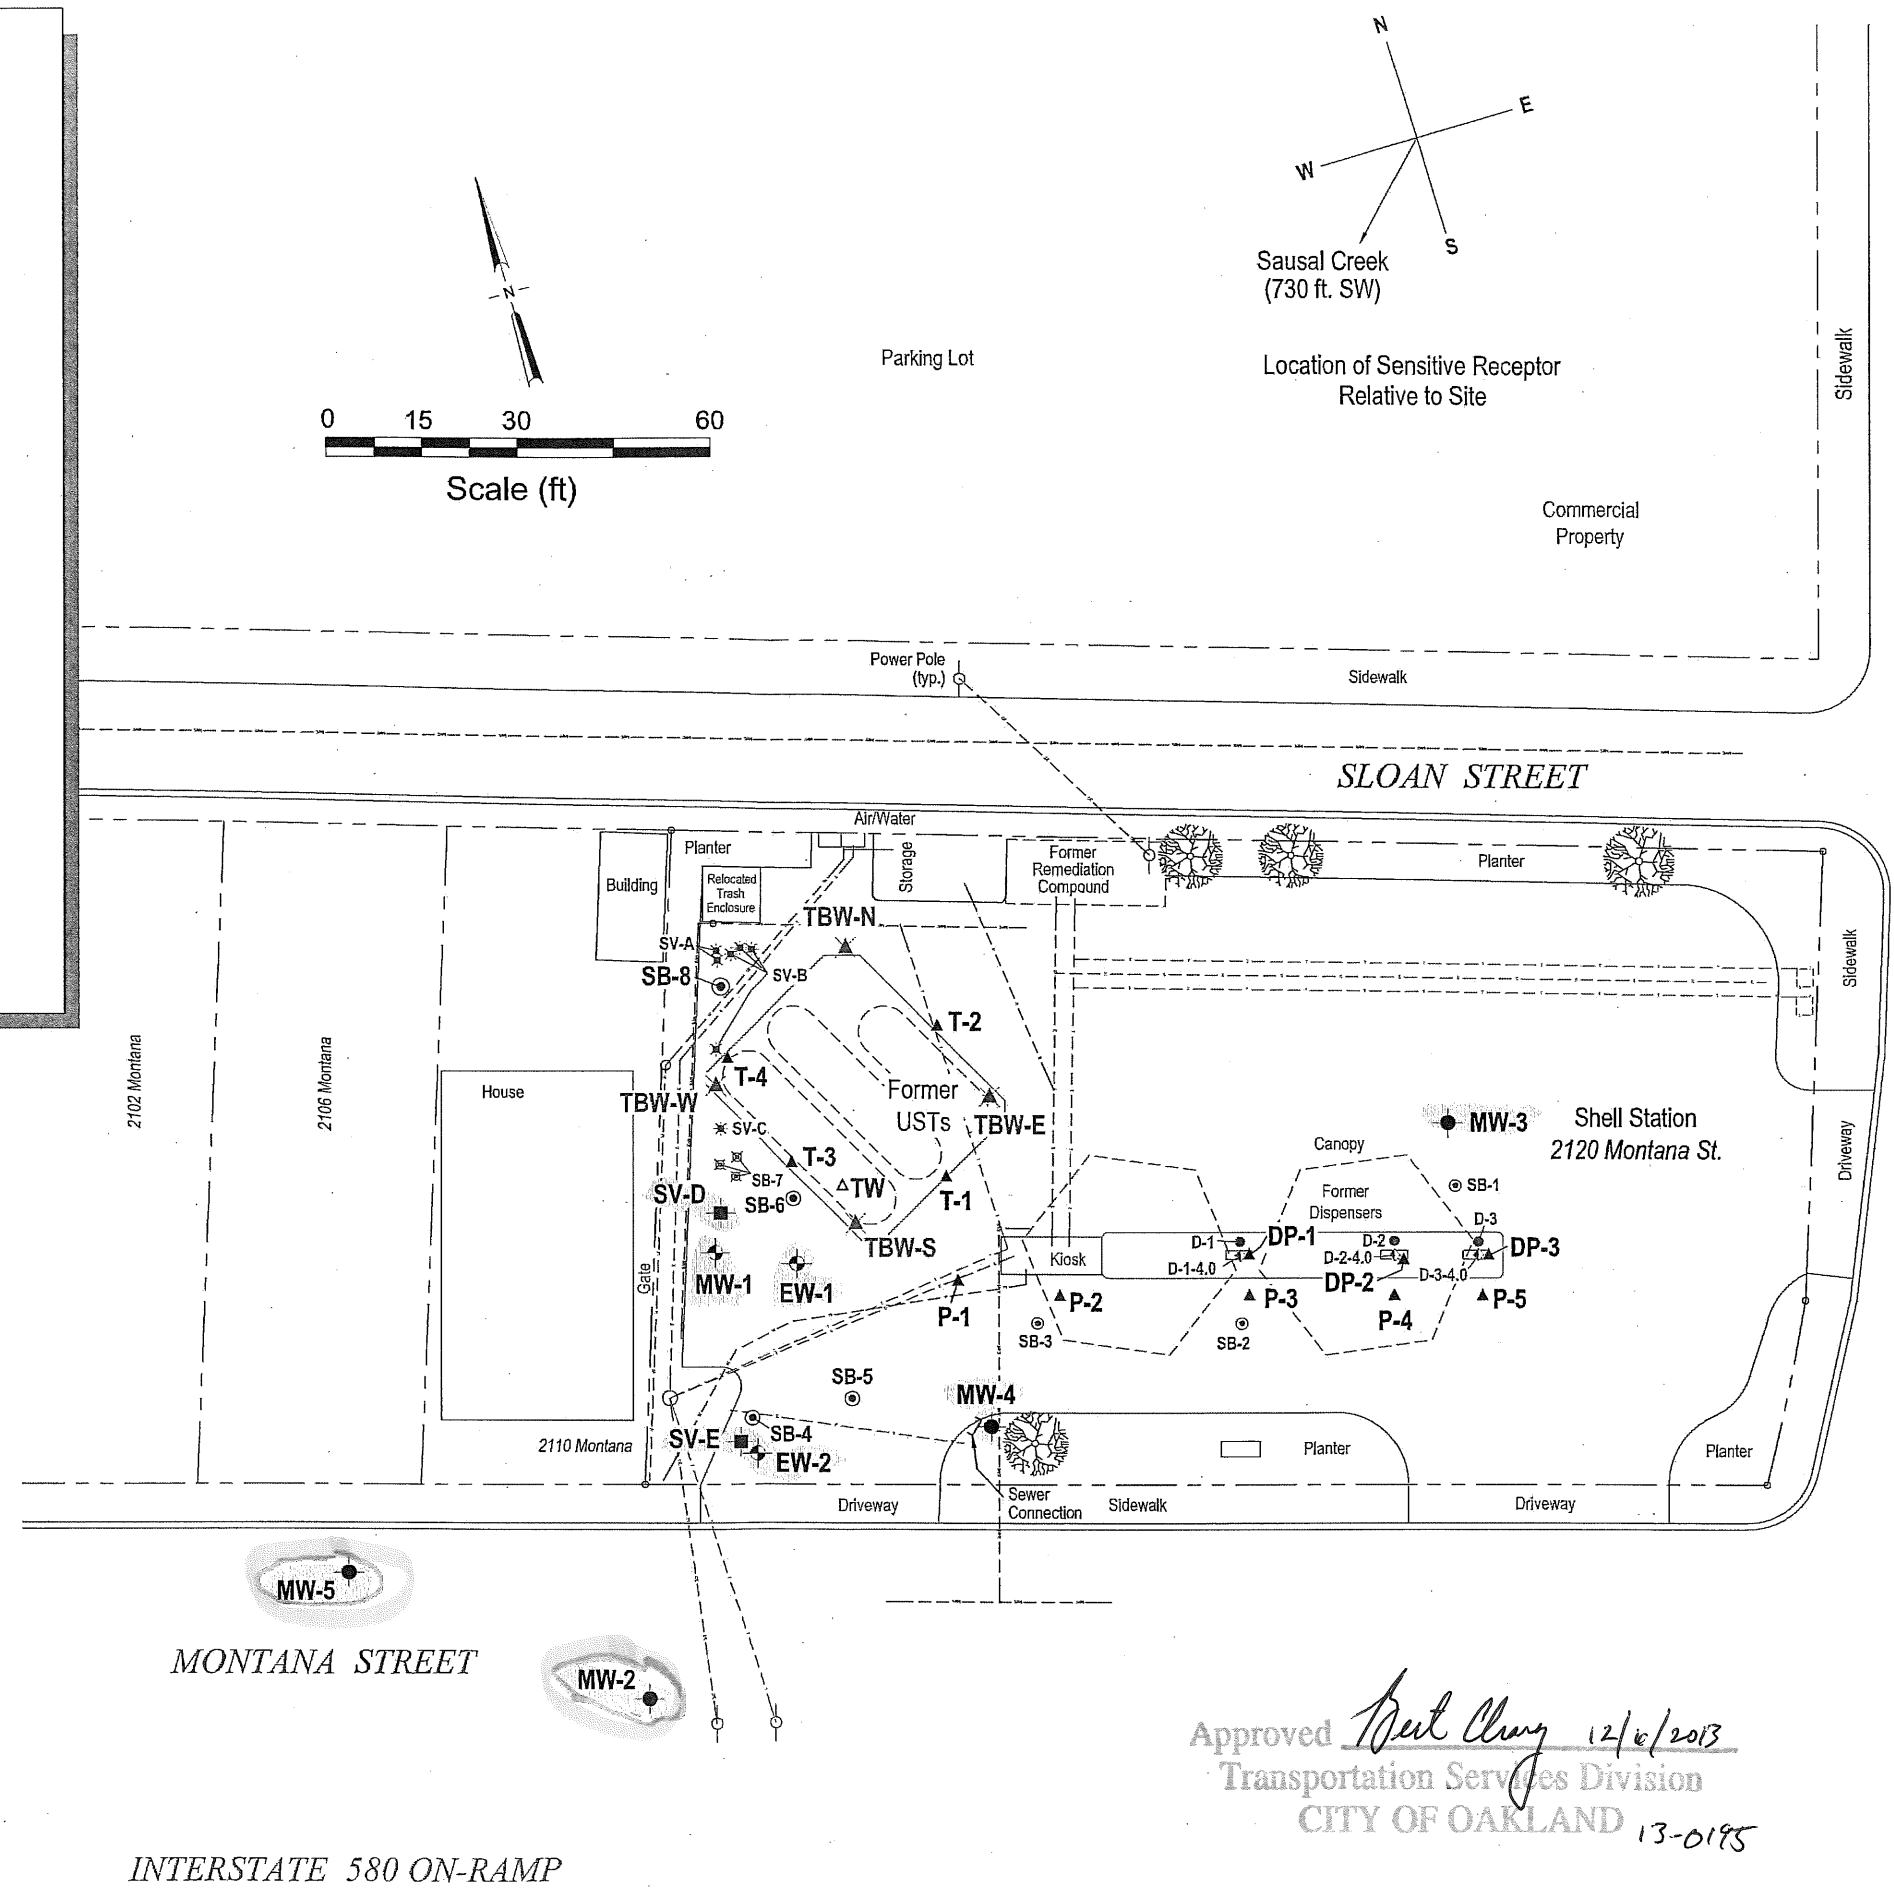 N
E
W
S
Sausal Creek
(730 ft. SW)
Location of Sensitive Receptor
Relative to Site
N
0 15 30 60
Scale (ft)
Parking Lot
Sidewalk
Commercial
Property
Power Pole
(typ.)
Sidewalk
SLOAN STREET
Air/Water
Planter
Building
Relocated
Trash
Enclosure
Storage
Former
Remediation
Compound
Planter
Sidewalk
TBW-N
SV-A
SV-B
SB-8
T-2
T-4
TBW-W
Former
USTs
TBW-E
2102 Montana
2106 Montana
House
SV-C
T-3
SB-7
TW
T-1
SV-D
SB-6
TBW-S
MW-3
Shell Station
2120 Montana St.
Canopy
Driveway
SB-1
Former
Dispensers
D-1
DP-1
D-1-4.0
D-2
D-2-4.0
DP-2
D-3
DP-3
D-3-4.0
Gate
MW-1
EW-1
Kiosk
P-1
P-2
P-3
P-4
P-5
SB-3
SB-2
SB-5
MW-4
SV-E
SB-4
EW-2
2110 Montana
Planter
Planter
Driveway
Sewer
Connection
Sidewalk
Driveway
MW-5
MONTANA STREET
MW-2
Approved Bert Chang 12/6/2013
Transportation Services Division
CITY OF OAKLAND 13-0195
INTERSTATE 580 ON-RAMP